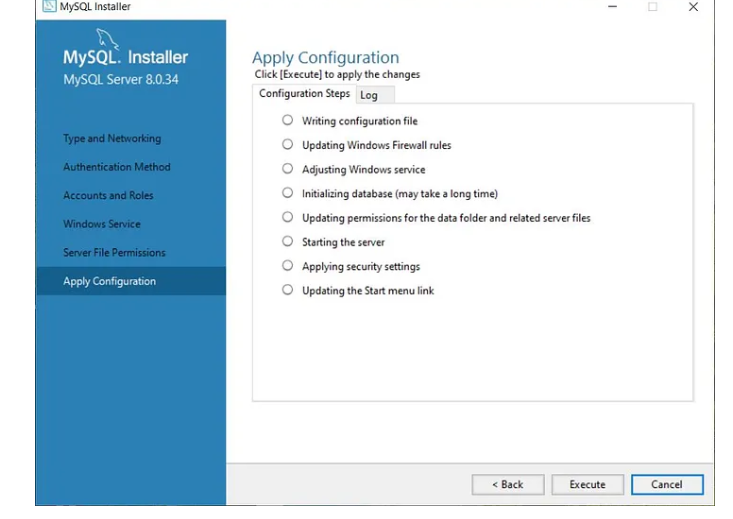 MySQL Installer
MySQL. Installer
MySQL Server 8.0.34
Type and Networking
Authentication Method
Accounts and Roles
Windows Service
Server File Permissions
Apply Configuration
Apply Configuration
Click [Execute] to apply the changes
Configuration Steps Log
Writing configuration file
Updating Windows Firewall rules
Adjusting Windows service
Initializing database (may take a long time)
Updating permissions for the data folder and related server files
Starting the server
Applying security settings
Updating the Start menu link
< Back Execute Cancel